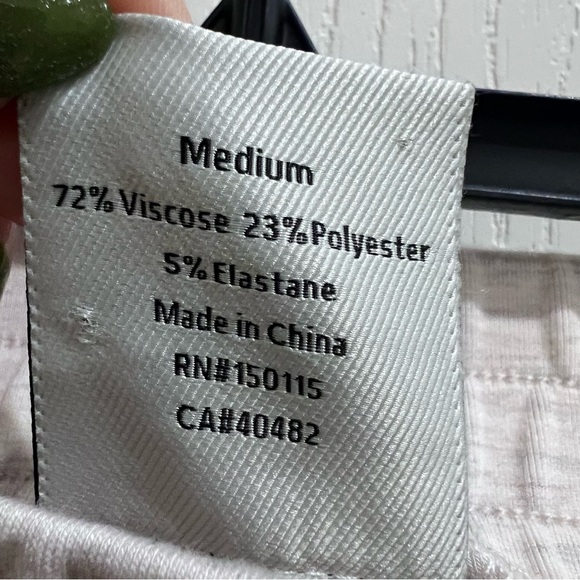 Medium
72% Viscose 23%Polyester
5% Elastane
Made in China
RN#150115
CA#40482